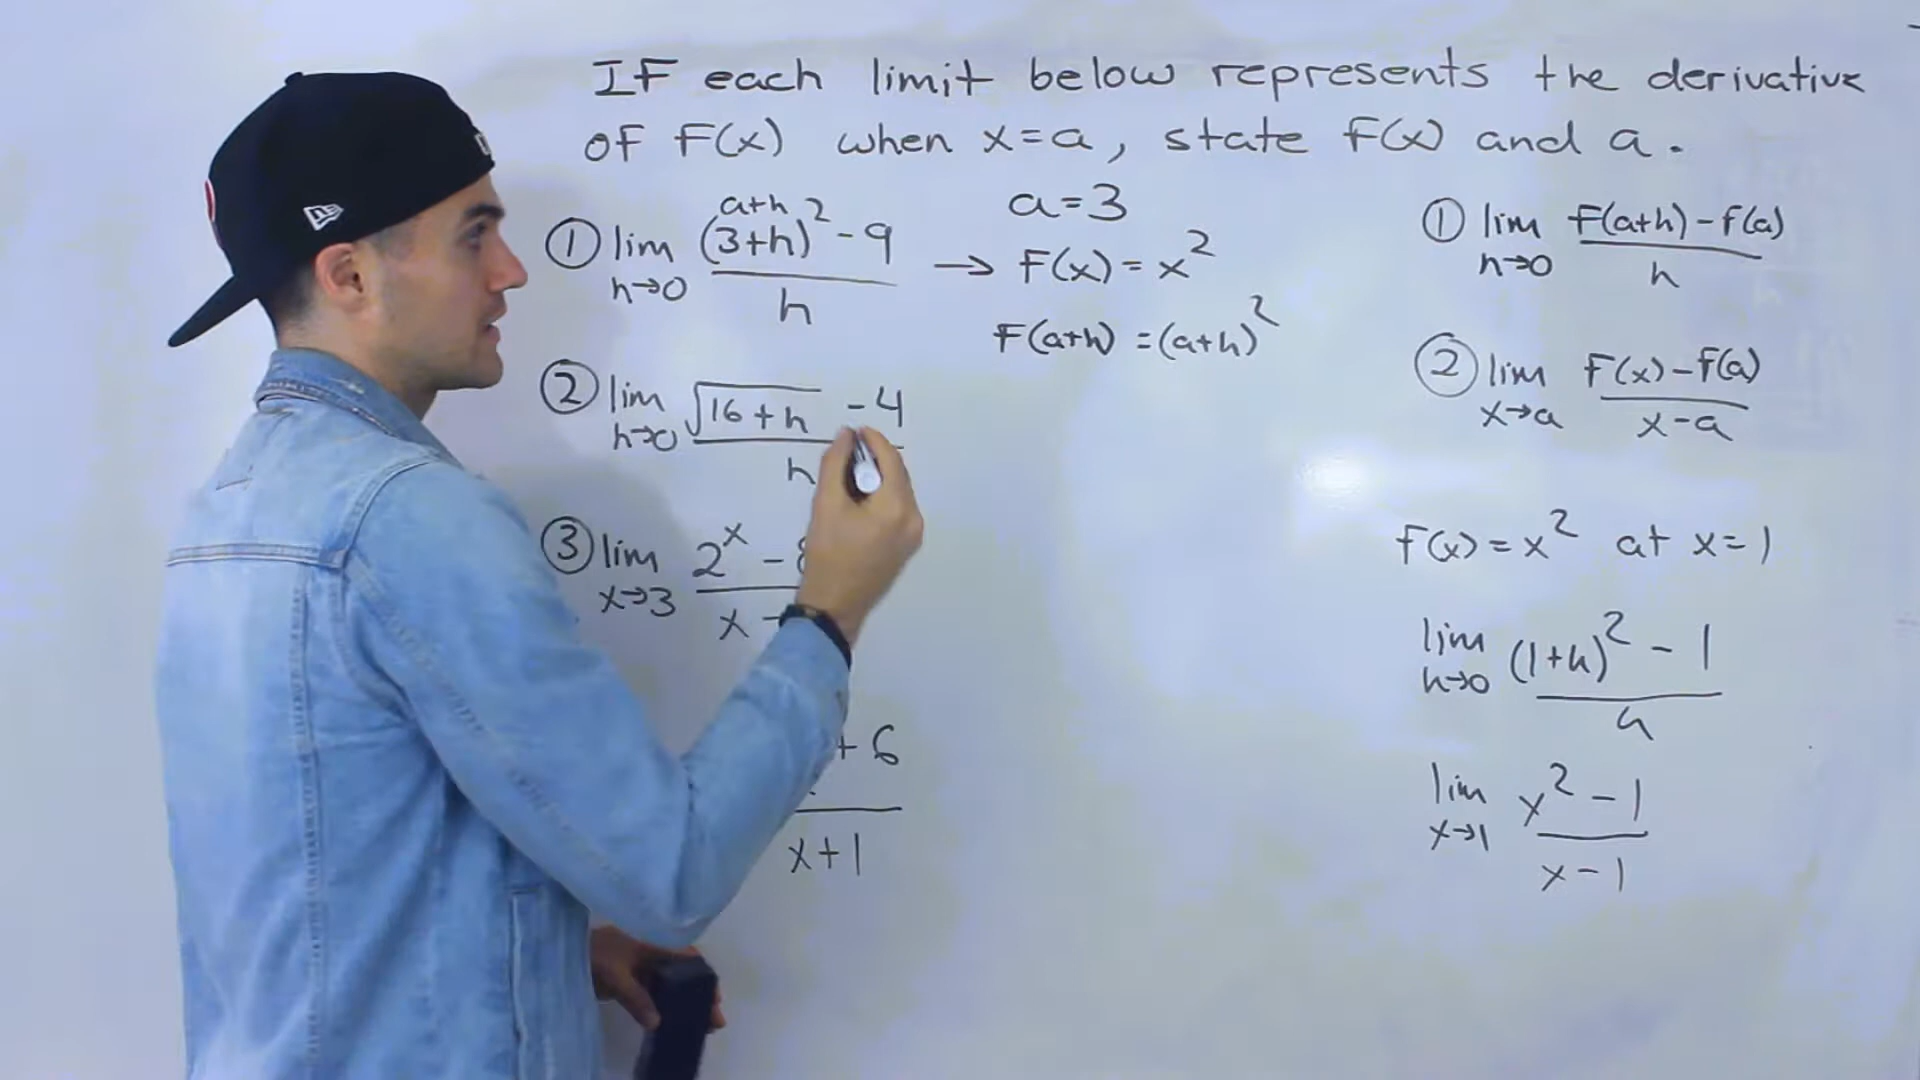 IF each limit below represents the derivative
of F(x) when x=a, state F(x) and a.
① lim h→0 (3+h)² - 9 / h
a+h
→ a=3
F(x) = x²
F(a+h) = (a+h)²
② lim h→0 √16+h - 4 / h
③ lim x→3 2ˣ - / x -
+ 6
x+1
① lim h→0 F(a+h) - f(a) / h
② lim x→a F(x) - f(a) / x-a
f(x) = x² at x=1
lim h→0 (1+h)² - 1 / h
lim x→1 x² - 1 / x - 1